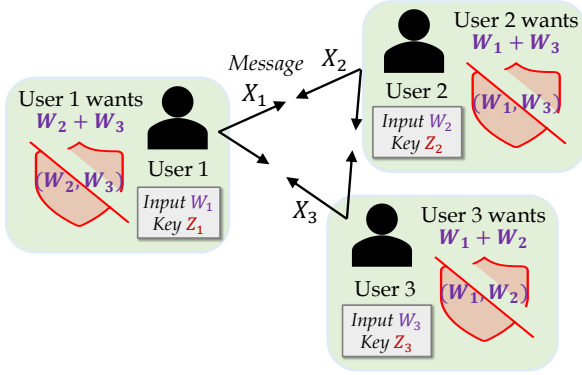 User 1 wants
W₂ + W₃
(W₂, W₃)
User 1
Input W₁
Key Z₁
Message
X₁
X₂
X₃
User 2 wants
W₁ + W₃
(W₁, W₃)
User 2
Input W₂
Key Z₂
User 3 wants
W₁ + W₂
(W₁, W₂)
User 3
Input W₃
Key Z₃